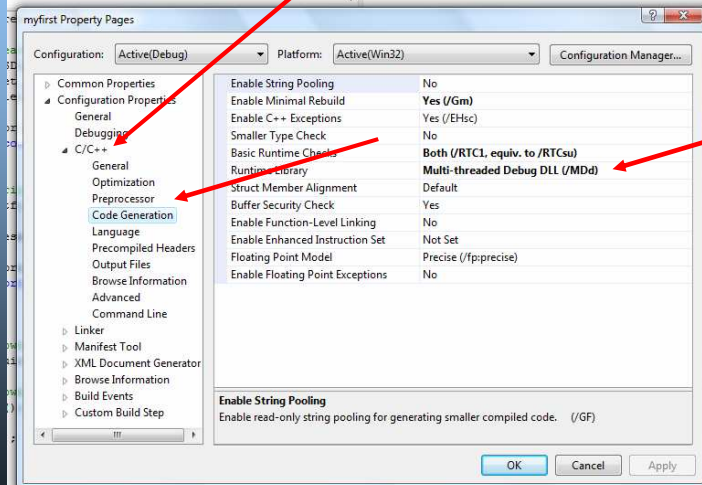 myfirst Property Pages
Configuration: Active(Debug) Platform: Active(Win32) Configuration Manager...
Common Properties
Configuration Properties
General
Debugging
C/C++
General
Optimization
Preprocessor
Code Generation
Language
Precompiled Headers
Output Files
Browse Information
Advanced
Command Line
Linker
Manifest Tool
XML Document Generator
Browse Information
Build Events
Custom Build Step
Enable String Pooling No
Enable Minimal Rebuild Yes (/Gm)
Enable C++ Exceptions Yes (/EHsc)
Smaller Type Check No
Basic Runtime Checks Both (/RTC1, equiv. to /RTCsu)
Runtime Library Multi-threaded Debug DLL (/MDd)
Struct Member Alignment Default
Buffer Security Check Yes
Enable Function-Level Linking No
Enable Enhanced Instruction Set Not Set
Floating Point Model Precise (/fp:precise)
Enable Floating Point Exceptions No
Enable String Pooling
Enable read-only string pooling for generating smaller compiled code. (/GF)
OK Cancel Apply